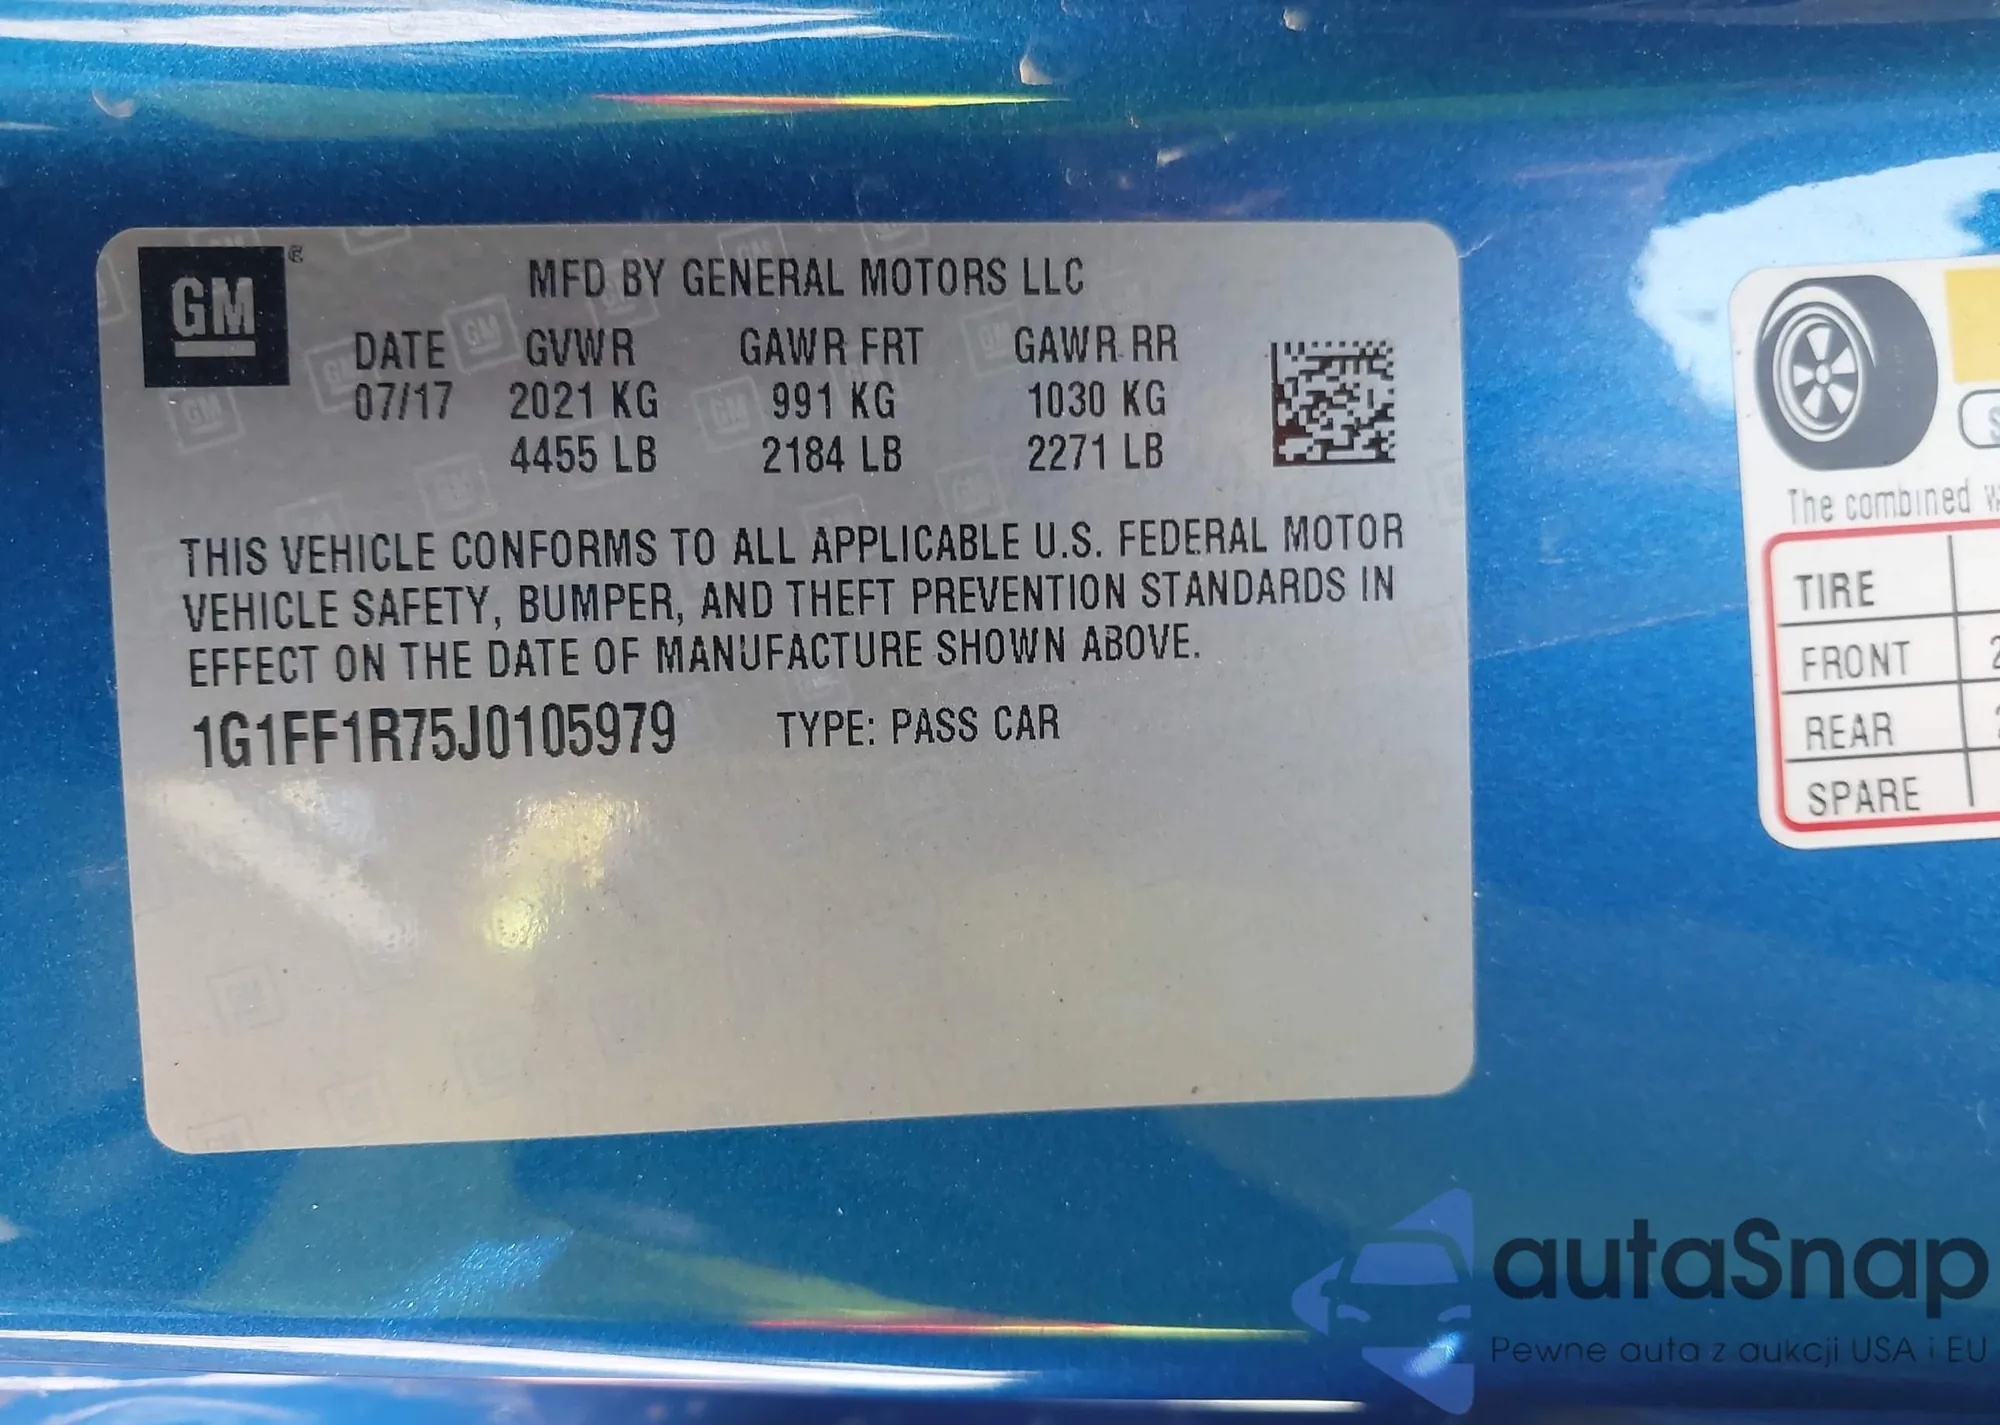 GM
MFD BY GENERAL MOTORS LLC
DATE GVWR GAWR FRT GAWR RR
07/17 2021 KG 991 KG 1030 KG
4455 LB 2184 LB 2271 LB
THIS VEHICLE CONFORMS TO ALL APPLICABLE U.S. FEDERAL MOTOR
VEHICLE SAFETY, BUMPER, AND THEFT PREVENTION STANDARDS IN
EFFECT ON THE DATE OF MANUFACTURE SHOWN ABOVE.
1G1FF1R75J0105979 TYPE: PASS CAR
The combined
TIRE
FRONT
REAR
SPARE
autaSnap
Pewne auta z aukcji USA i EU